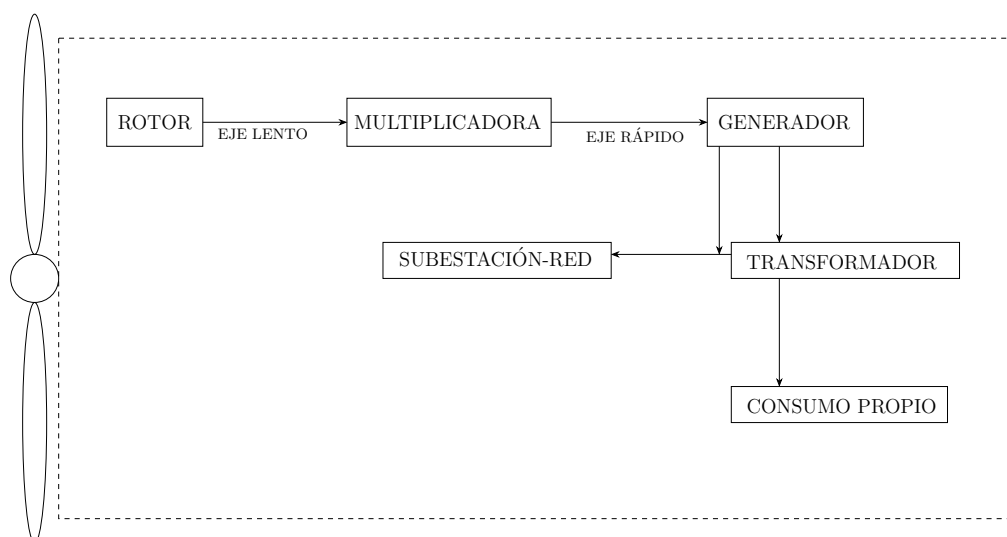 ROTOR
EJE LENTO
MULTIPLICADORA
EJE RÁPIDO
GENERADOR
SUBESTACIÓN-RED
TRANSFORMADOR
CONSUMO PROPIO